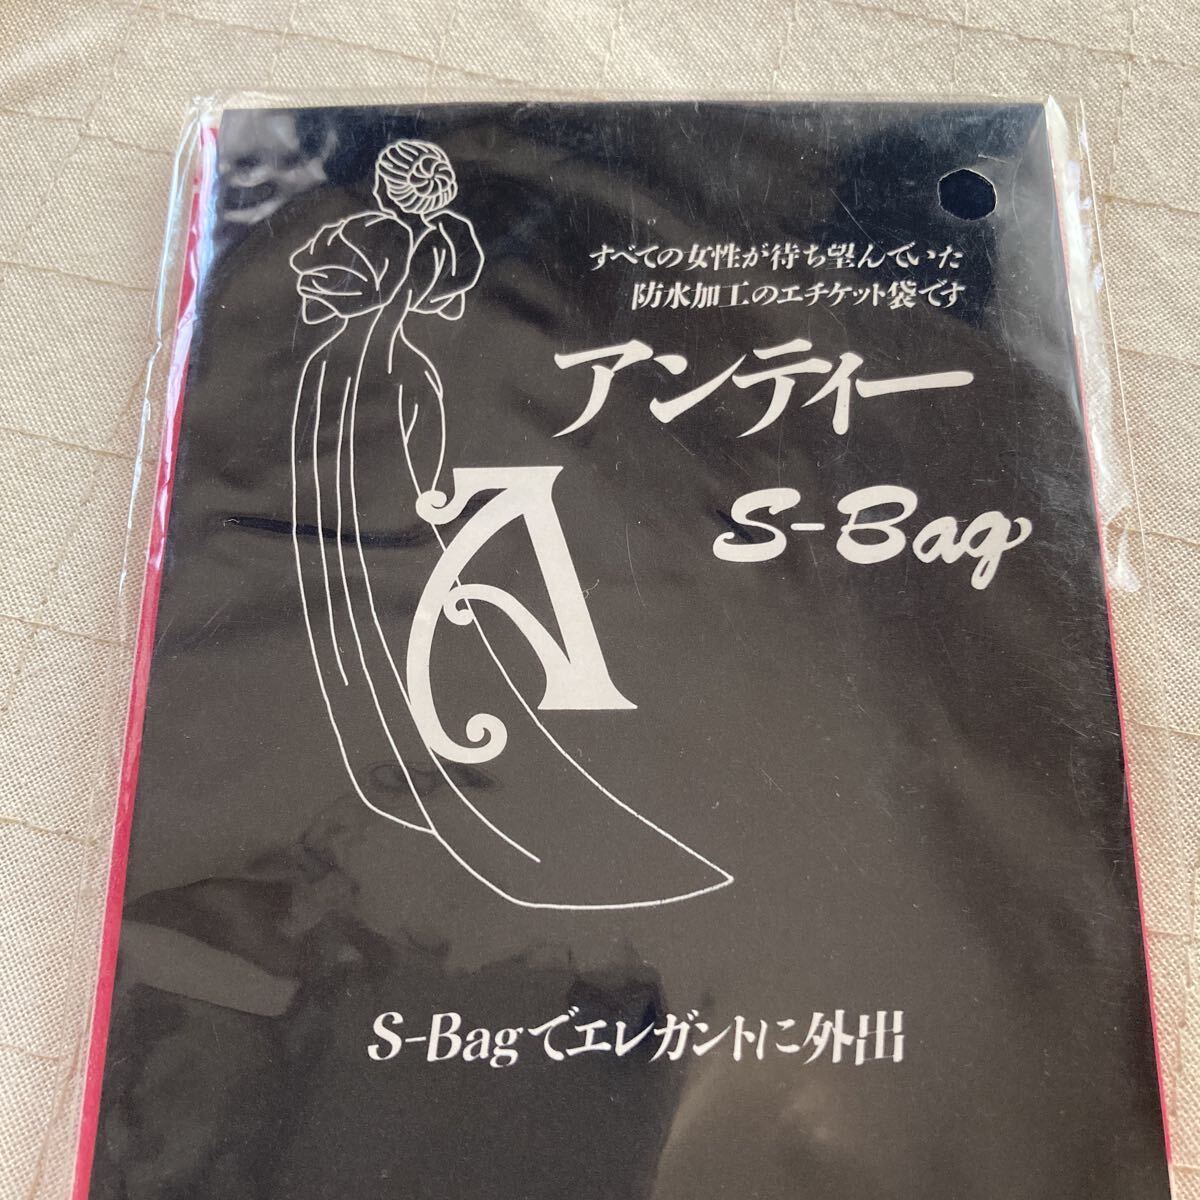 すべての女性が待ち望んでいた
防水加工のエチケット袋です
アンティー
S-Bag
A
S-Bagでエレガントに外出